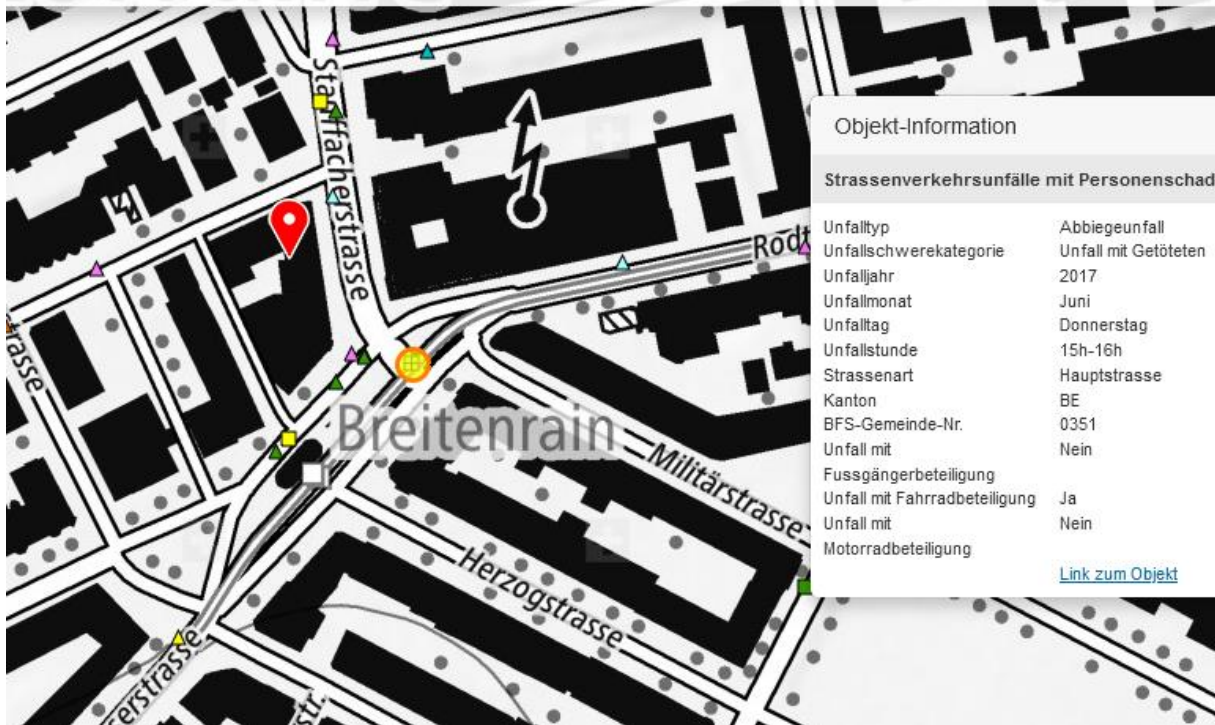 Stauffacherstrasse
Rodt
strasse
Breitenrain
Militärstrasse
Herzogstrasse
erstrasse
str.
Objekt-Information
Strassenverkehrsunfälle mit Personenschad
Unfalltyp Abbiegeunfall
Unfallschwerekategorie Unfall mit Getöteten
Unfalljahr 2017
Unfallmonat Juni
Unfalltag Donnerstag
Unfallstunde 15h-16h
Strassenart Hauptstrasse
Kanton BE
BFS-Gemeinde-Nr. 0351
Unfall mit Nein
Fussgängerbeteiligung
Unfall mit Fahrradbeteiligung Ja
Unfall mit Nein
Motorradbeteiligung
Link zum Objekt